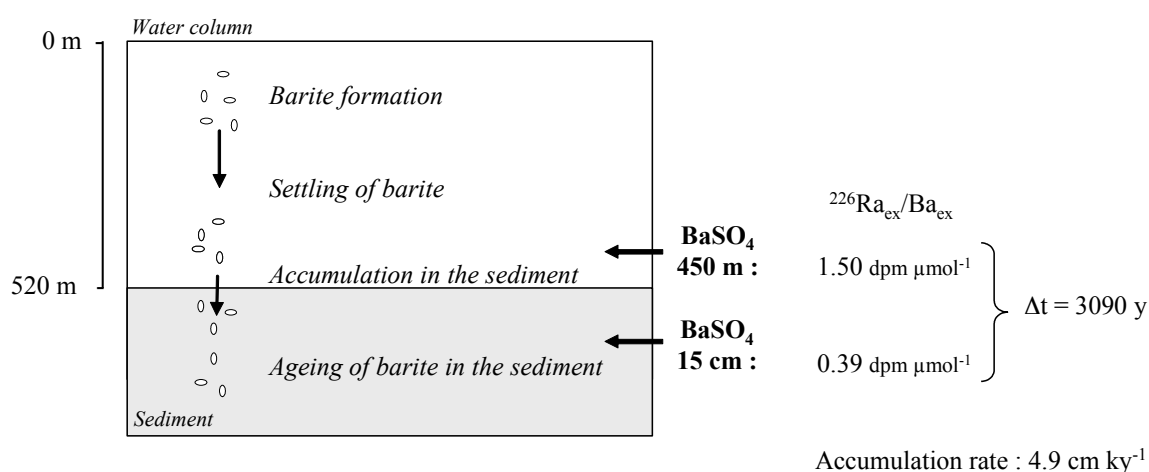 Water column
0 m
Barite formation
Settling of barite
²²⁶Raₑₓ/Baₑₓ
BaSO₄
450 m : 1.50 dpm µmol⁻¹
Accumulation in the sediment
520 m
Δt = 3090 y
BaSO₄
15 cm : 0.39 dpm µmol⁻¹
Ageing of barite in the sediment
Sediment
Accumulation rate : 4.9 cm ky⁻¹